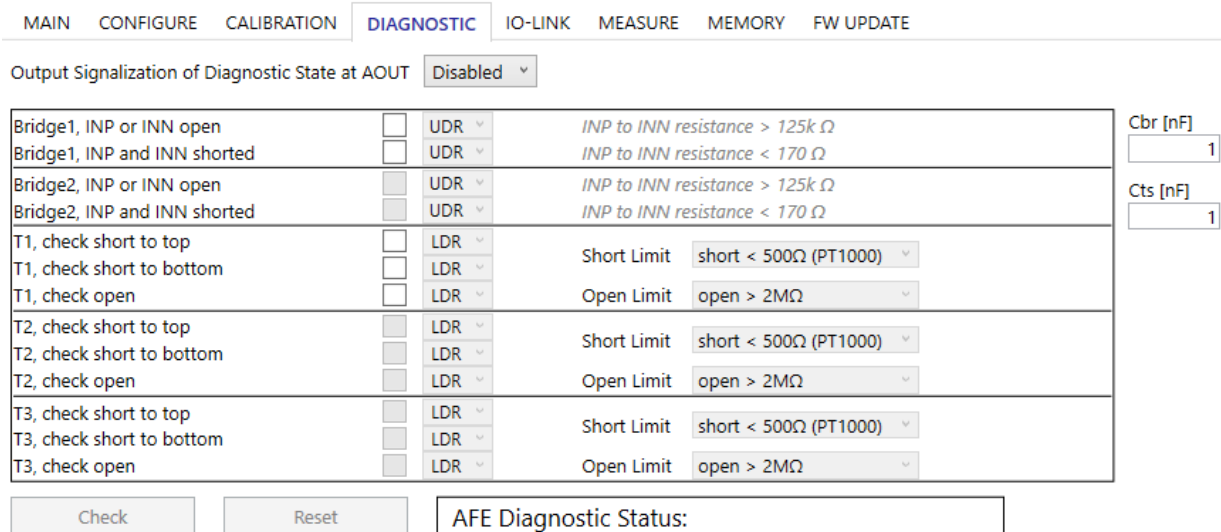 MAIN CONFIGURE CALIBRATION DIAGNOSTIC IO-LINK MEASURE MEMORY FW UPDATE
Output Signalization of Diagnostic State at AOUT Disabled
Bridge1, INP or INN open UDR INP to INN resistance > 125k Ω
Bridge1, INP and INN shorted UDR INP to INN resistance < 170 Ω
Bridge2, INP or INN open UDR INP to INN resistance > 125k Ω
Bridge2, INP and INN shorted UDR INP to INN resistance < 170 Ω
Cbr [nF]
1
Cts [nF]
1
T1, check short to top LDR
T1, check short to bottom LDR
Short Limit short < 500Ω (PT1000)
T1, check open LDR Open Limit open > 2MΩ
T2, check short to top LDR
T2, check short to bottom LDR
Short Limit short < 500Ω (PT1000)
T2, check open LDR Open Limit open > 2MΩ
T3, check short to top LDR
T3, check short to bottom LDR
Short Limit short < 500Ω (PT1000)
T3, check open LDR Open Limit open > 2MΩ
Check Reset AFE Diagnostic Status: